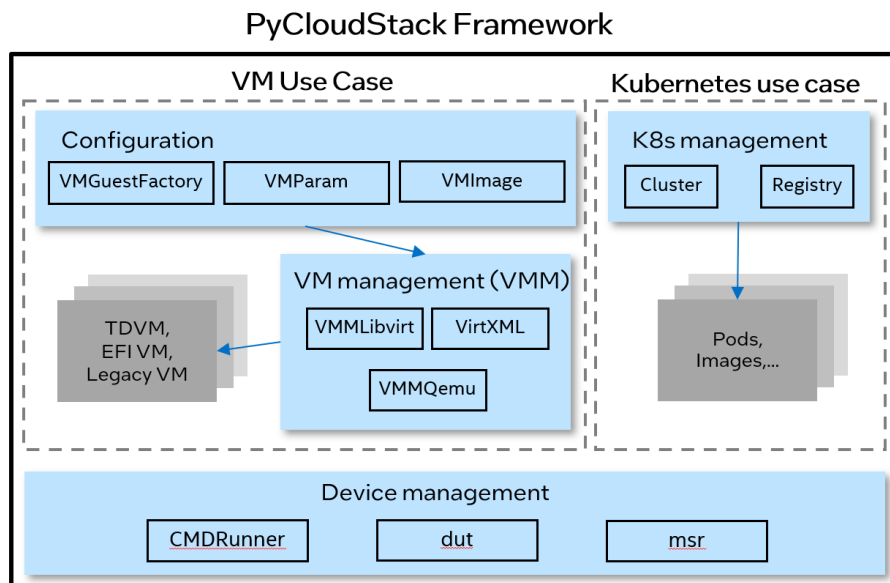 PyCloudStack Framework
VM Use Case
Kubernetes use case
Configuration
VMGuestFactory
VMParam
VMImage
K8s management
Cluster
Registry
VM management (VMM)
VMMLibvirt
VirtXML
VMMQemu
TDVM,
EFI VM,
Legacy VM
Pods,
Images,...
Device management
CMDRunner
dut
msr